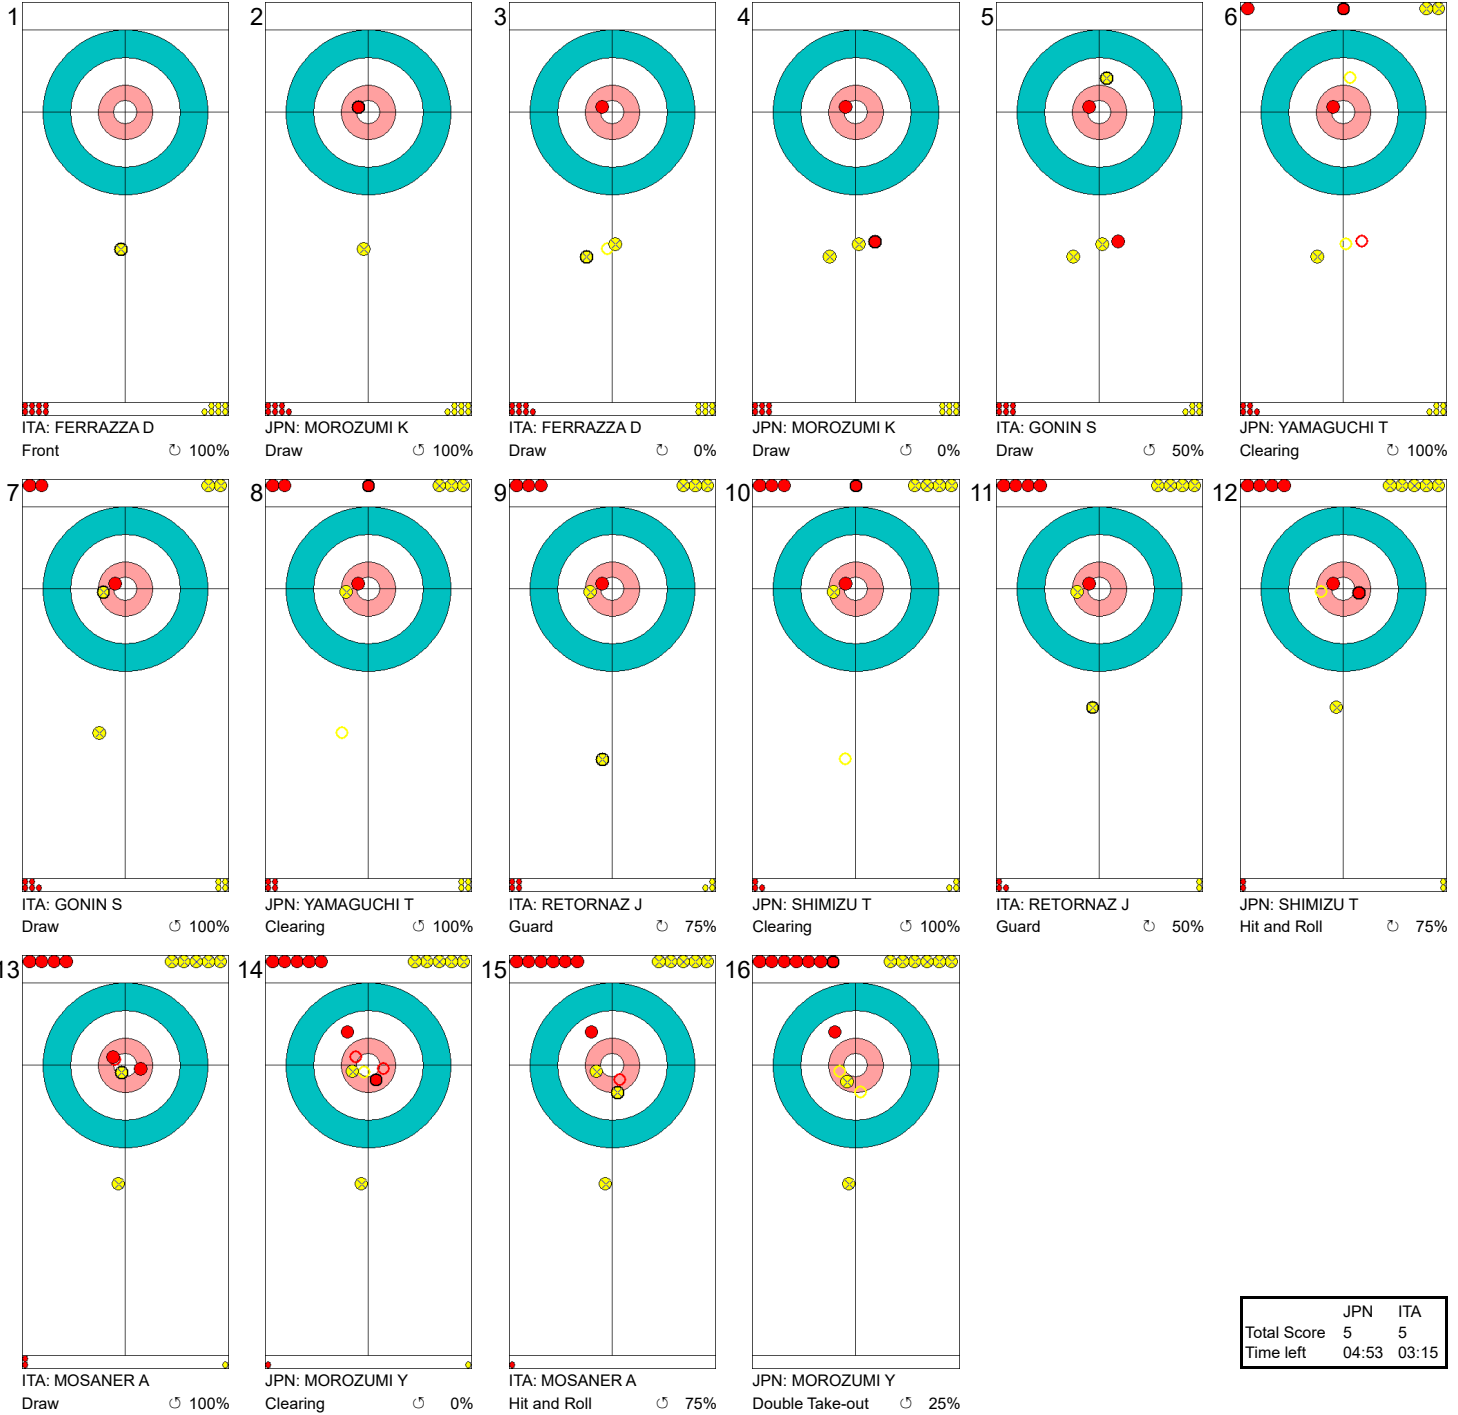 1
2
3
4
5
6
ITA: FERRAZZA D
Front ↻ 100%
JPN: MOROZUMI K
Draw ↺ 100%
ITA: FERRAZZA D
Draw ↻ 0%
JPN: MOROZUMI K
Draw ↺ 0%
ITA: GONIN S
Draw ↺ 50%
JPN: YAMAGUCHI T
Clearing ↻ 100%
7
8
9
10
11
12
ITA: GONIN S
Draw ↺ 100%
JPN: YAMAGUCHI T
Clearing ↺ 100%
ITA: RETORNAZ J
Guard ↺ 75%
JPN: SHIMIZU T
Clearing ↺ 100%
ITA: RETORNAZ J
Guard ↺ 50%
JPN: SHIMIZU T
Hit and Roll ↺ 75%
13
14
15
16
ITA: MOSANER A
Draw ↺ 100%
JPN: MOROZUMI Y
Clearing ↺ 0%
ITA: MOSANER A
Hit and Roll ↺ 75%
JPN: MOROZUMI Y
Double Take-out ↺ 25%
JPN ITA
Total Score 5 5
Time left 04:53 03:15